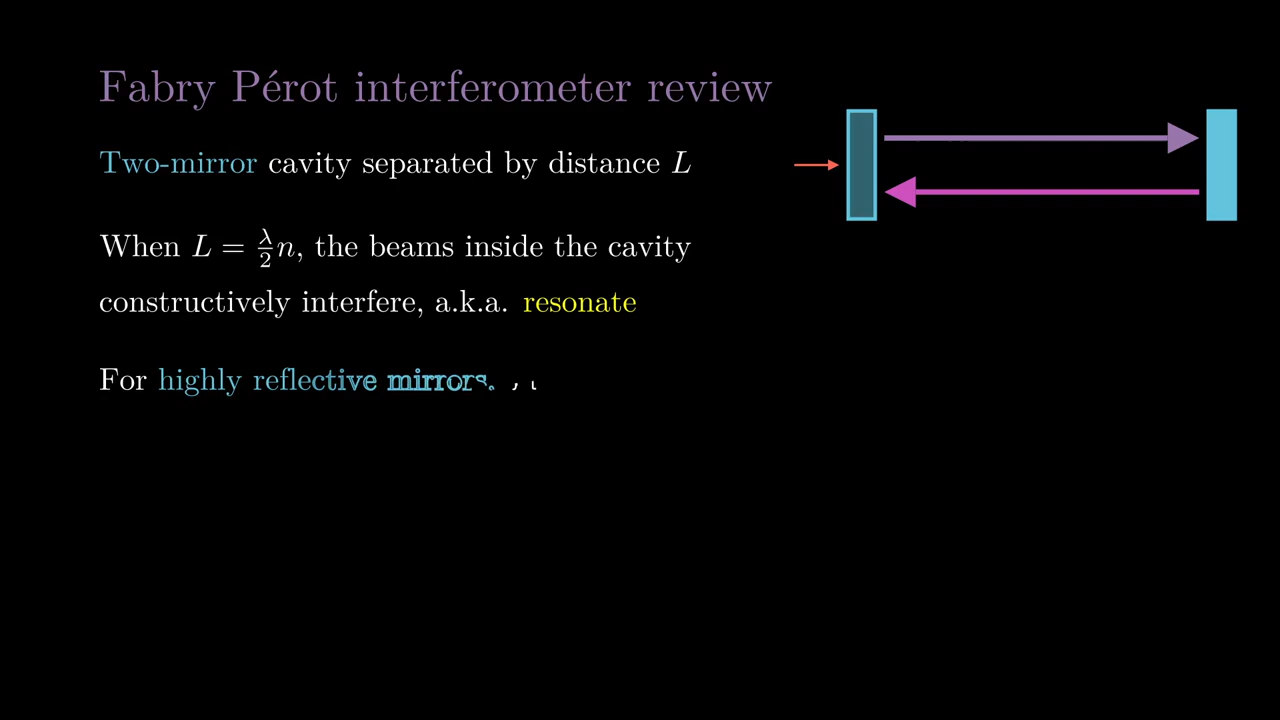 Fabry Pérot interferometer review
Two-mirror cavity separated by distance L
When L = λ/2 n, the beams inside the cavity
constructively interfere, a.k.a. resonate
For highly reflective mirrors,